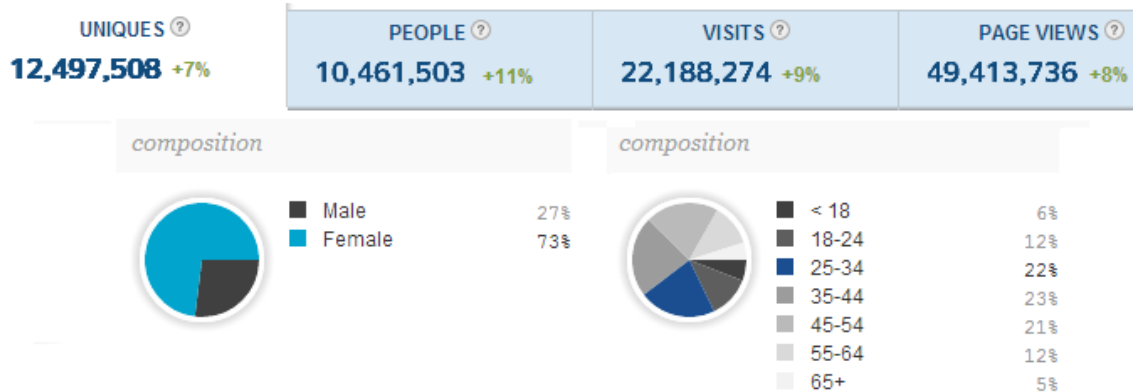 UNIQUES ? PEOPLE ? VISITS ? PAGE VIEWS ?
12,497,508 +7% 10,461,503 +11% 22,188,274 +9% 49,413,736 +8%
composition
Male 27%
Female 73%
composition
< 18 6%
18-24 12%
25-34 22%
35-44 23%
45-54 21%
55-64 12%
65+ 5%